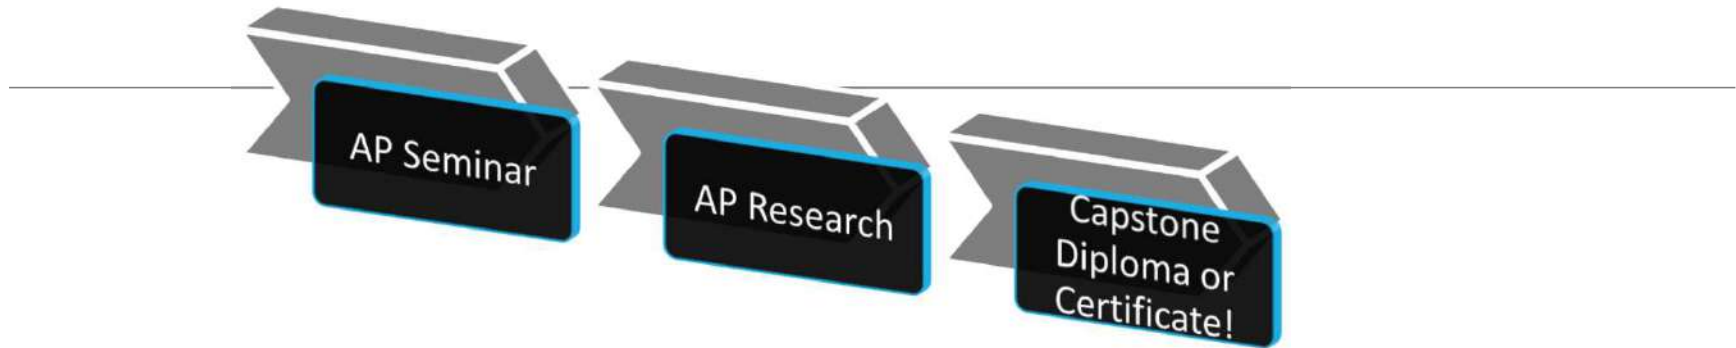 AP Seminar
AP Research
Capstone
Diploma or
Certificate!